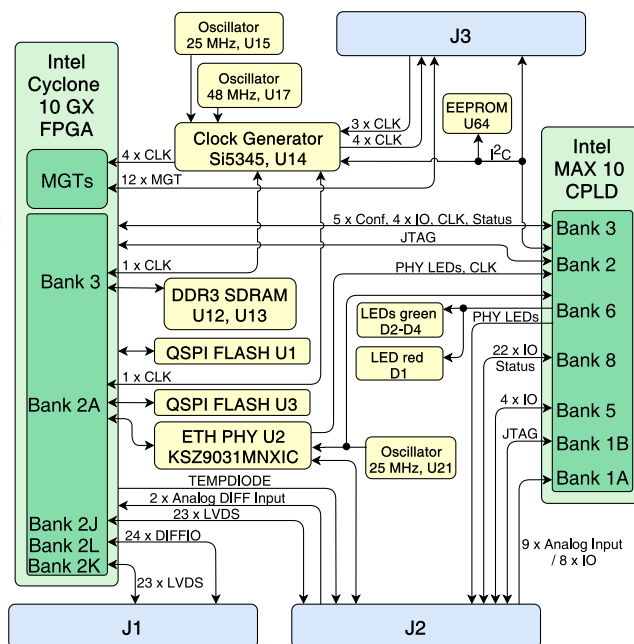 Intel
Cyclone
10 GX
FPGA
Oscillator
25 MHz, U15
Oscillator
48 MHz, U17
J3
Clock Generator
Si5345, U14
3 x CLK
4 x CLK
EEPROM
U64
I²C
Intel
MAX 10
CPLD
MGTs
4 x CLK
12 x MGT
5 x Conf, 4 x IO, CLK, Status
JTAG
Bank 3
Bank 2
1 x CLK
PHY LEDs, CLK
Bank 3
DDR3 SDRAM
U12, U13
LEDs green
D2-D4
PHY LEDs
Bank 6
QSPI FLASH U1
LED red
D1
22 x IO
Status
Bank 8
1 x CLK
Bank 2A
QSPI FLASH U3
4 x IO
Bank 5
ETH PHY U2
KSZ9031MNXIC
Oscillator
25 MHz, U21
JTAG
Bank 1B
Bank 1A
TEMPDIODE
2 x Analog DIFF Input
23 x LVDS
Bank 2J
24 x DIFFIO
Bank 2L
Bank 2K
23 x LVDS
9 x Analog Input
/ 8 x IO
J1
J2